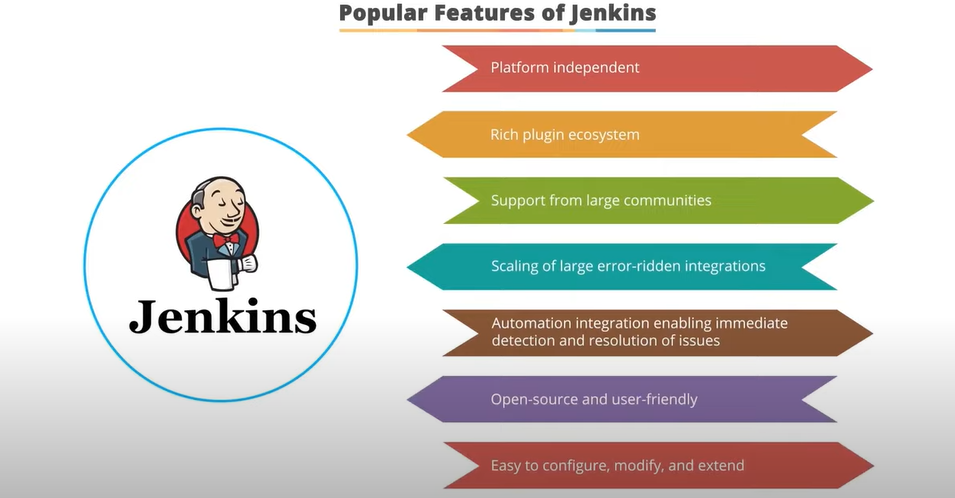 Popular Features of Jenkins
Platform independent
Rich plugin ecosystem
Support from large communities
Scaling of large error-ridden integrations
Automation integration enabling immediate
detection and resolution of issues
Open-source and user-friendly
Easy to configure, modify, and extend
Jenkins